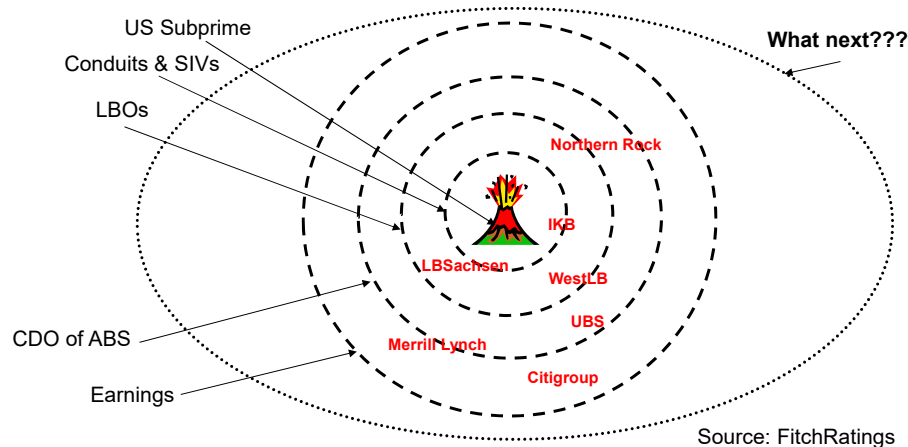 US Subprime
What next???
Conduits & SIVs
LBOs
Northern Rock
IKB
LBSachsen
WestLB
UBS
CDO of ABS
Merrill Lynch
Citigroup
Earnings
Source: FitchRatings